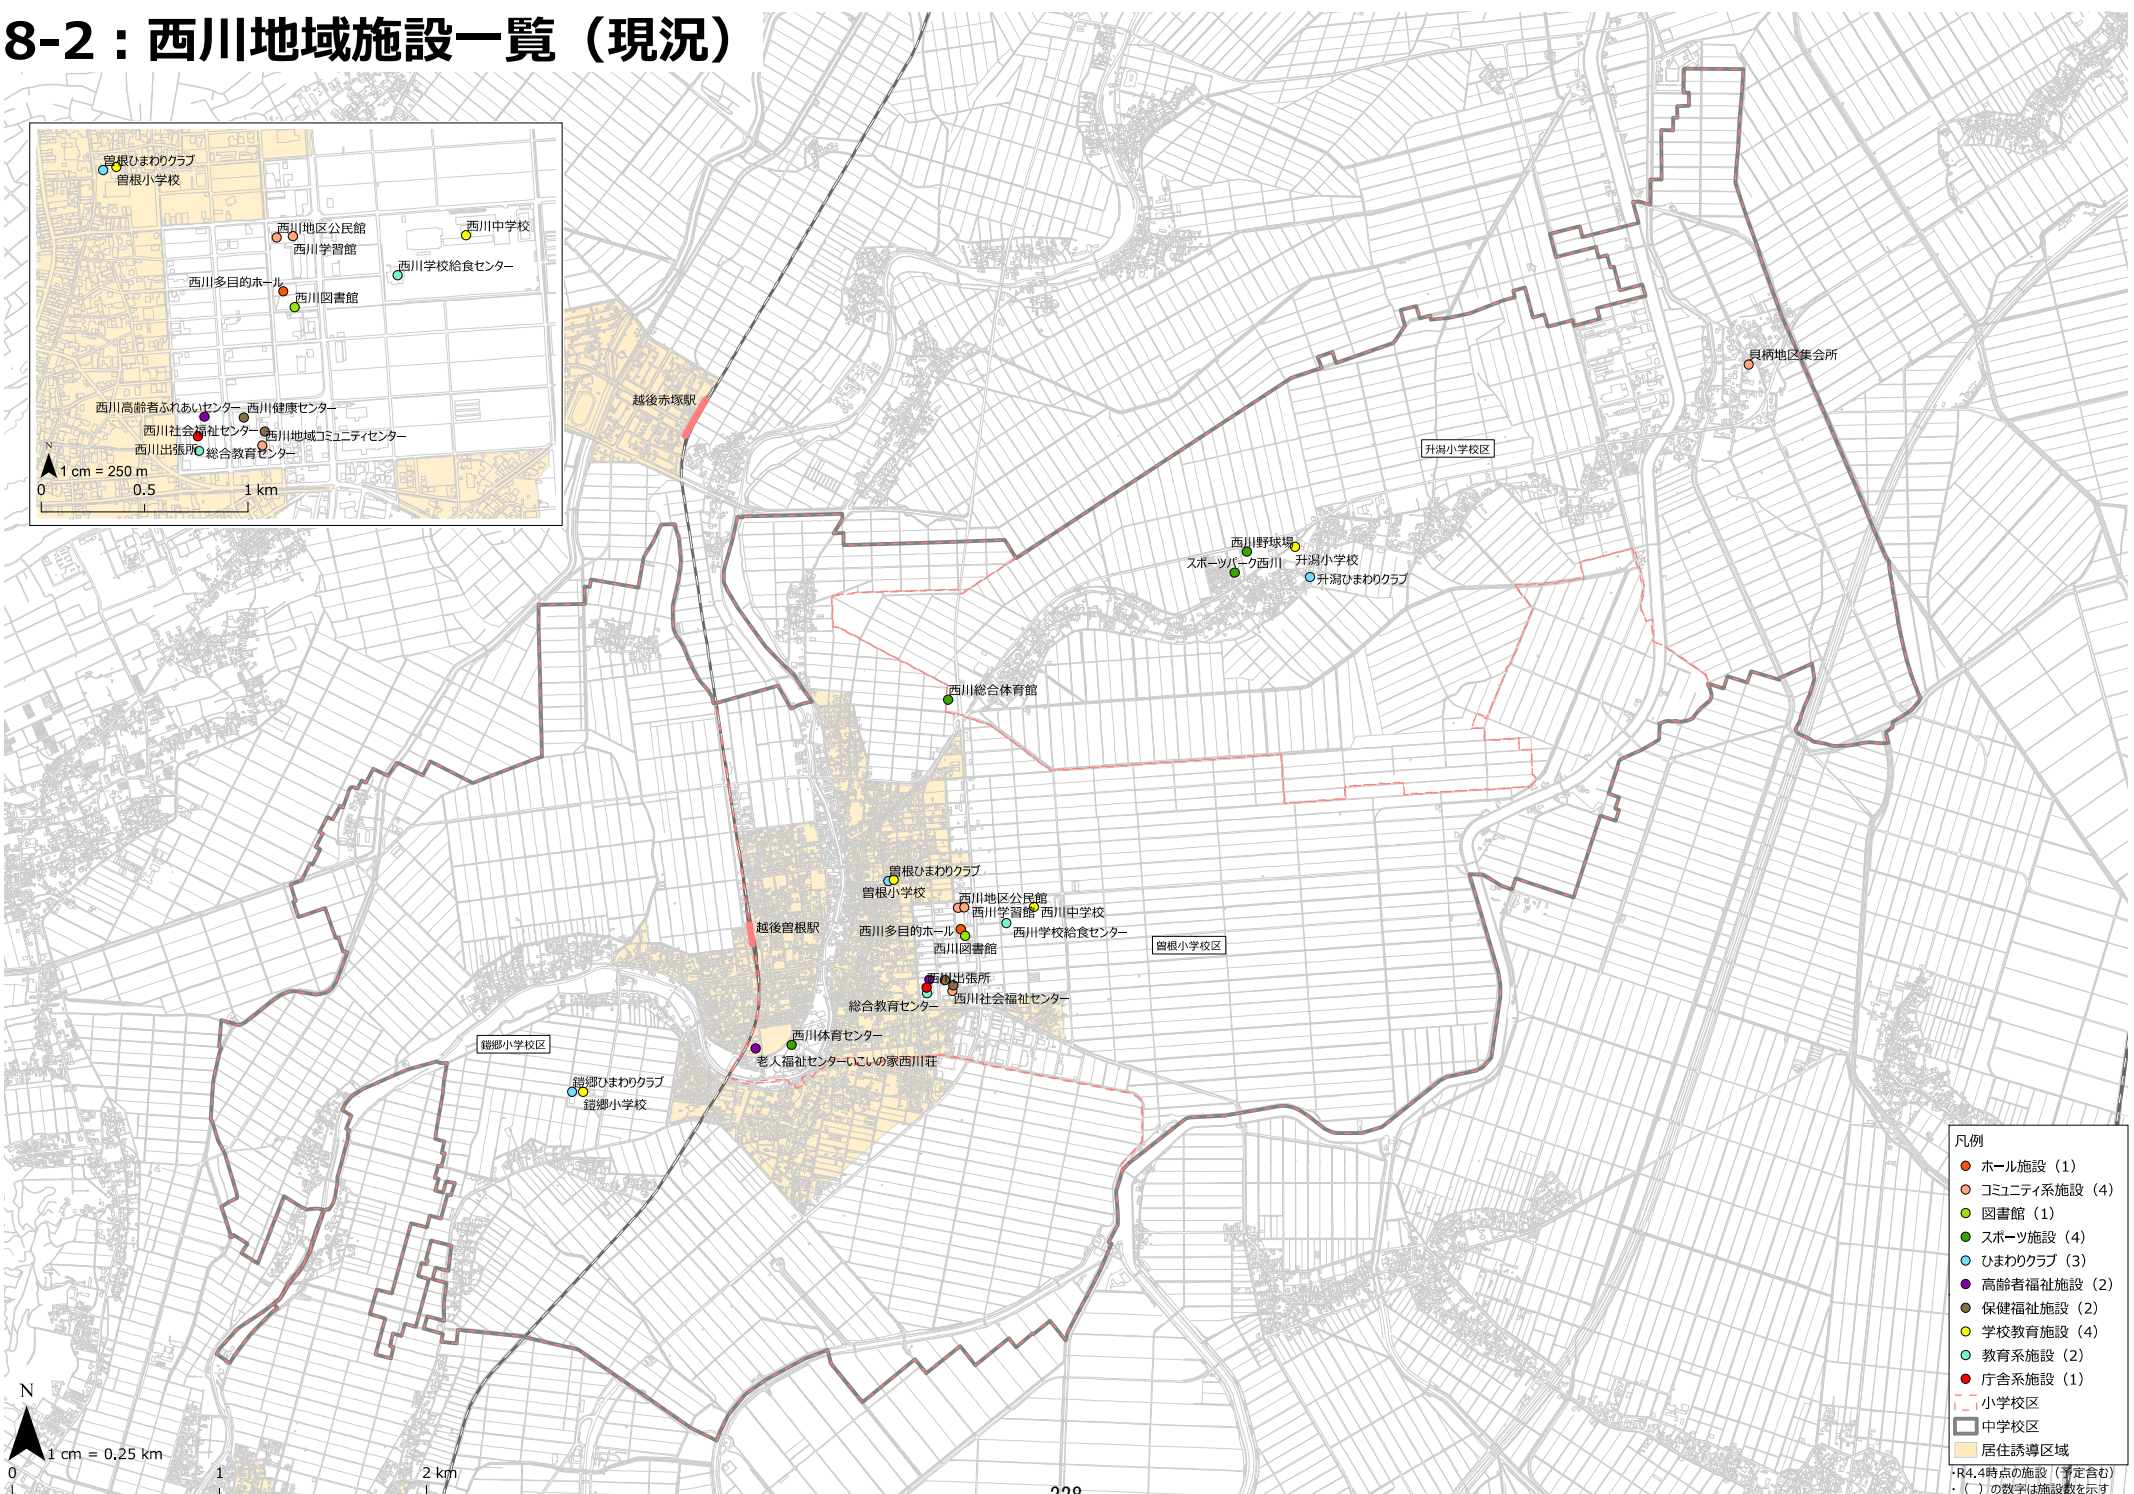 8-2：西川地域施設一覧（現況）
曽根ひまわりクラブ
曽根小学校
西川地区公民館
西川学習館
西川中学校
西川学校給食センター
西川多目的ホール
西川図書館
西川高齢者ふれあいセンター
西川健康センター
西川社会福祉センター
西川地域コミュニティセンター
西川出張所
総合教育センター
N
1 cm = 250 m
0 0.5 1 km
越後赤塚駅
貝柄地区集会所
升潟小学校区
西川野球場
スポーツパーク西川
升潟小学校
升潟ひまわりクラブ
西川総合体育館
曽根ひまわりクラブ
曽根小学校
西川地区公民館
西川学習館
西川中学校
越後曽根駅
西川多目的ホール
西川学校給食センター
西川図書館
曽根小学校区
西川出張所
西川社会福祉センター
総合教育センター
西川体育センター
老人福祉センターいこいの家西川荘
鎧郷小学校区
鎧郷ひまわりクラブ
鎧郷小学校
凡例
ホール施設（1）
コミュニティ系施設（4）
図書館（1）
スポーツ施設（4）
ひまわりクラブ（3）
高齢者福祉施設（2）
保健福祉施設（2）
学校教育施設（4）
教育系施設（2）
庁舎系施設（1）
小学校区
中学校区
居住誘導区域
・R4.4時点の施設（予定含む）
・（ ）の数字は施設数を示す
N
1 cm = 0.25 km
0 1 2 km